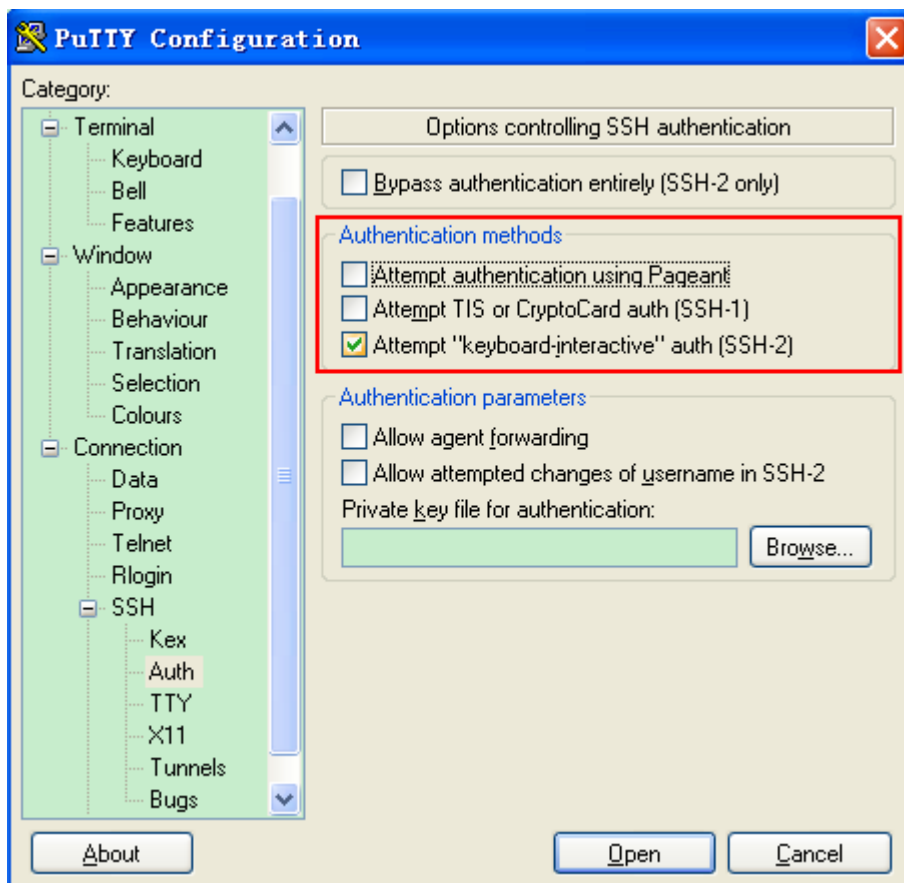 PuTTY Configuration
Category:
Terminal
Keyboard
Bell
Features
Window
Appearance
Behaviour
Translation
Selection
Colours
Connection
Data
Proxy
Telnet
Rlogin
SSH
Kex
Auth
TTY
X11
Tunnels
Bugs
Options controlling SSH authentication
Bypass authentication entirely (SSH-2 only)
Authentication methods
Attempt authentication using Pageant
Attempt TIS or CryptoCard auth (SSH-1)
Attempt "keyboard-interactive" auth (SSH-2)
Authentication parameters
Allow agent forwarding
Allow attempted changes of username in SSH-2
Private key file for authentication:
Browse...
About
Open
Cancel